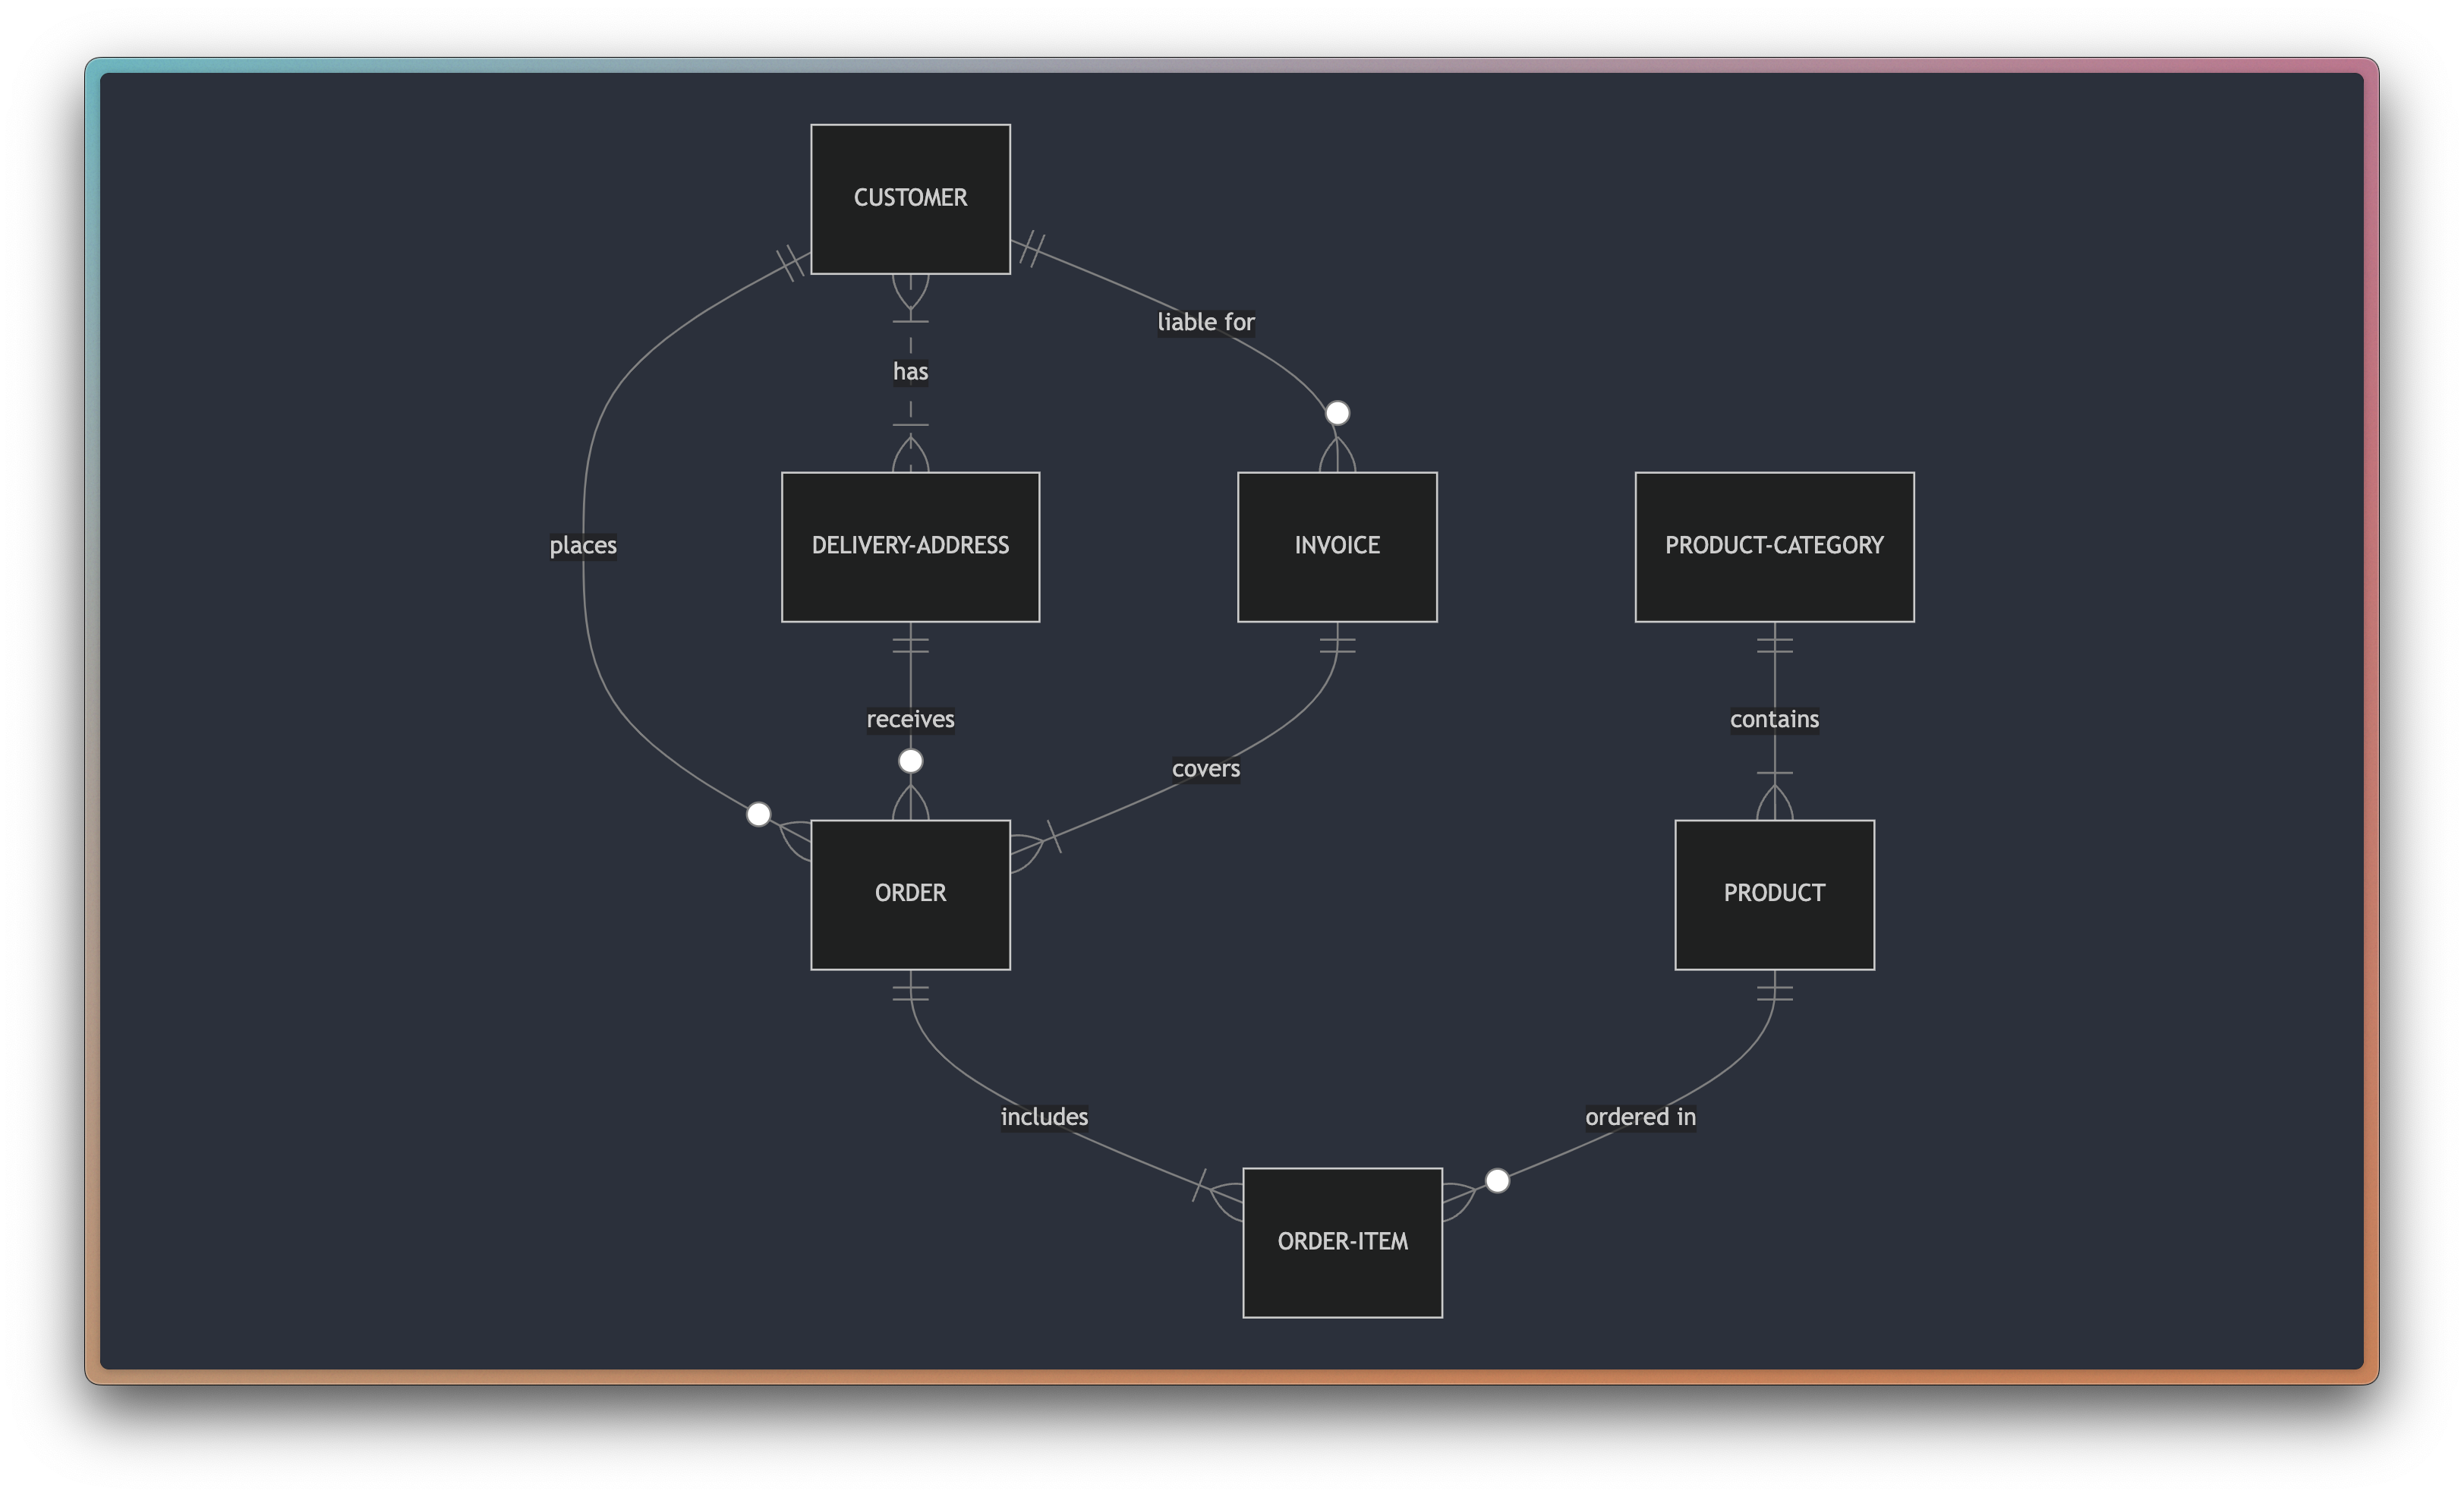 CUSTOMER
liable for
has
places
DELIVERY-ADDRESS
INVOICE
PRODUCT-CATEGORY
receives
contains
covers
ORDER
PRODUCT
includes
ordered in
ORDER-ITEM